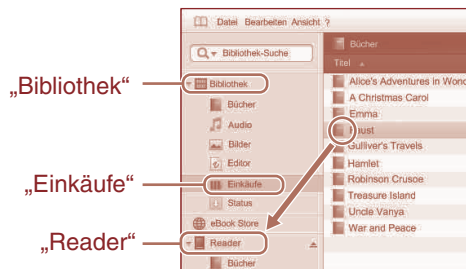 Datei Bearbeiten Ansicht
?
Bibliothek-Suche
Bücher
Titel
„Bibliothek“
Bibliothek
Alice's Adventures in Wond
Bücher
A Christmas Carol
Audio
Emma
Bilder
Faust
Editor
Gulliver's Travels
„Einkäufe“
Einkäufe
Hamlet
Status
Robinson Crusoe
eBook Store
Treasure Island
„Reader“
Reader
Uncle Vanya
Bücher
War and Peace